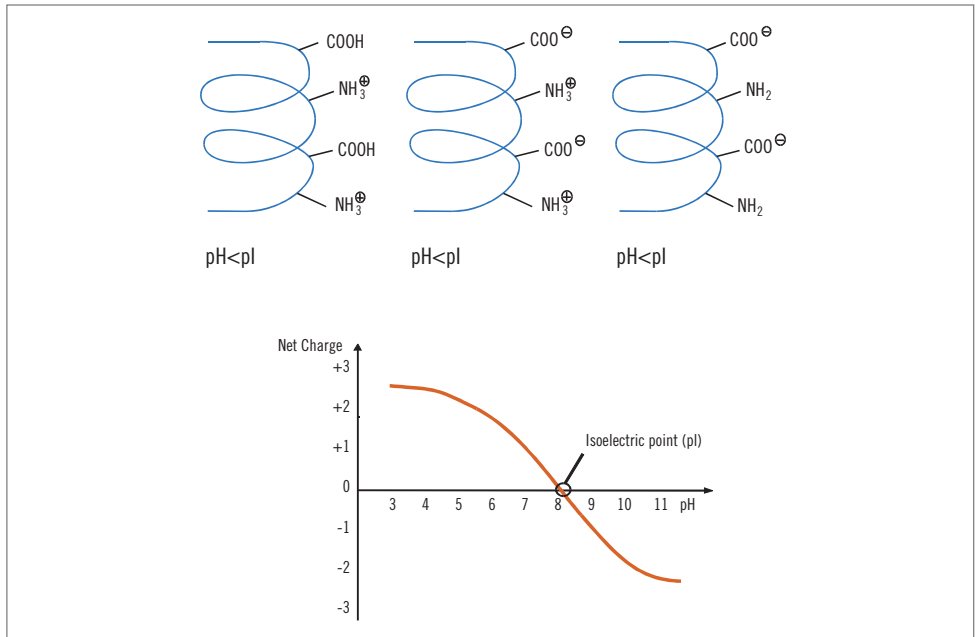 COOH
NH₃⊕
COOH
NH₃⊕
pH<pI
COO⊖
NH₃⊕
COO⊖
NH₃⊕
pH<pI
COO⊖
NH₂
COO⊖
NH₂
pH<pI
Net Charge
+3
+2
+1
0
-1
-2
-3
Isoelectric point (pI)
3 4 5 6 7 8 9 10 11 pH